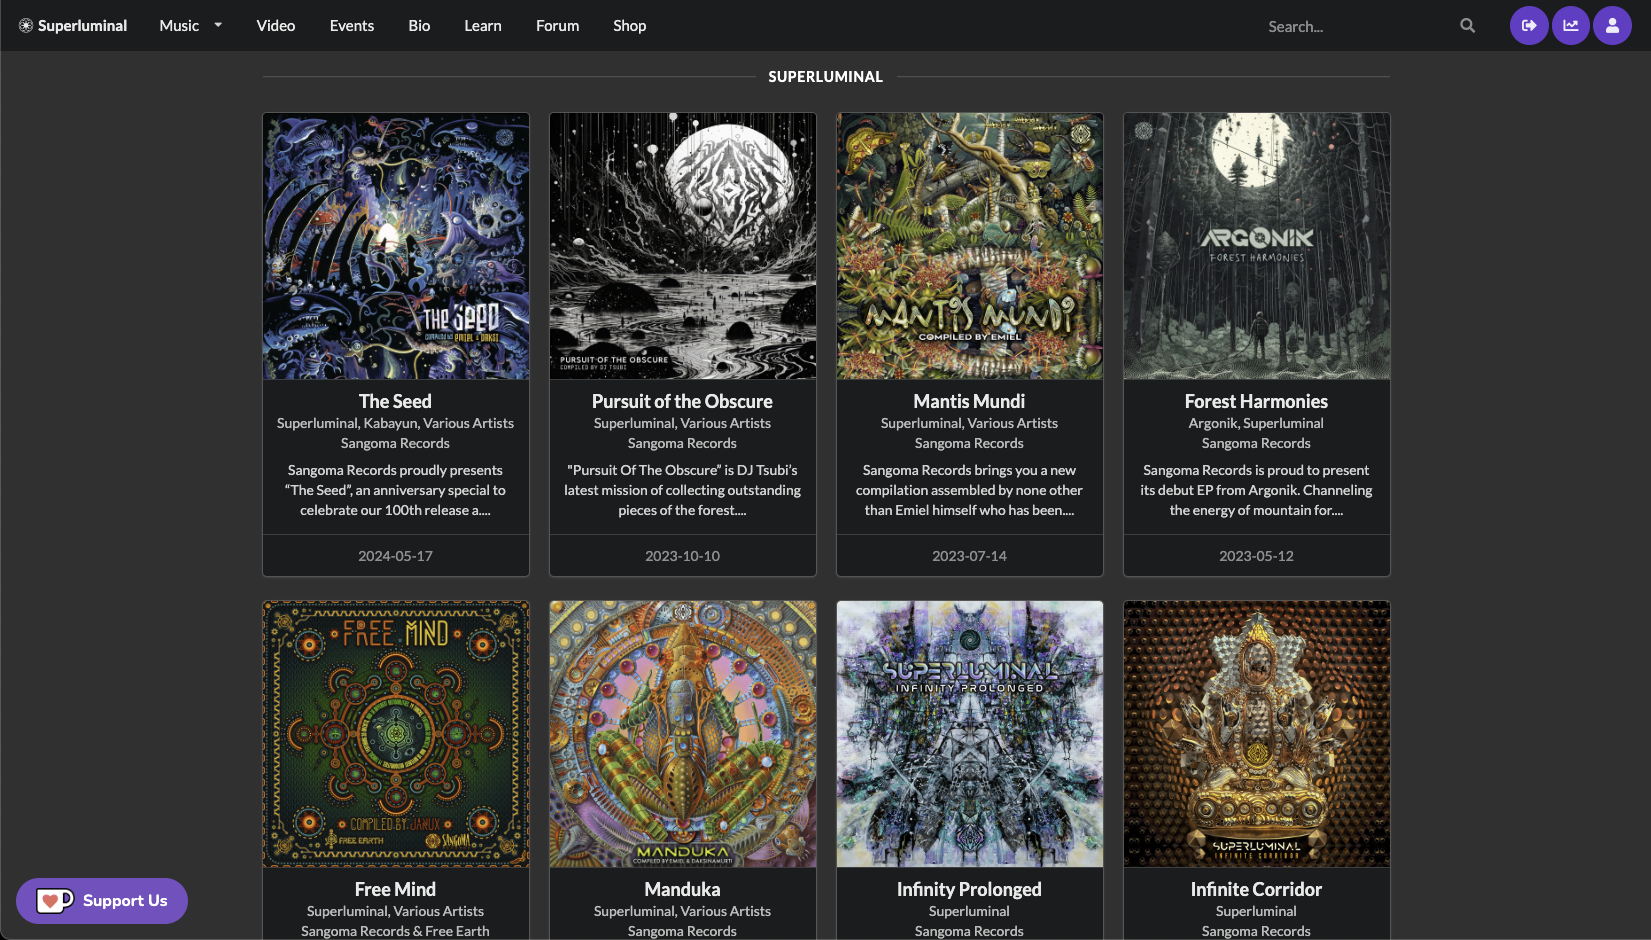 Superluminal
Music
Video
Events
Bio
Learn
Forum
Shop
Search...
SUPERLUMINAL
THE SEED
COMPILED BY EMIEL & DAKSI
PURSUIT OF THE OBSCURE
COMPILED BY DJ TSUBI
MANTIS MUNDI
COMPILED BY EMIEL
ARGONIK
FOREST HARMONIES
The Seed
Superluminal, Kabayun, Various Artists
Sangoma Records
Sangoma Records proudly presents
“The Seed”, an anniversary special to
celebrate our 100th release a....
2024-05-17
Pursuit of the Obscure
Superluminal, Various Artists
Sangoma Records
"Pursuit Of The Obscure” is DJ Tsubi’s
latest mission of collecting outstanding
pieces of the forest....
2023-10-10
Mantis Mundi
Superluminal, Various Artists
Sangoma Records
Sangoma Records brings you a new
compilation assembled by none other
than Emiel himself who has been....
2023-07-14
Forest Harmonies
Argonik, Superluminal
Sangoma Records
Sangoma Records is proud to present
its debut EP from Argonik. Channeling
the energy of mountain for....
2023-05-12
FREE MIND
COMPILED BY JANUX
FREE EARTH
SANGOMA
MANDUKA
COMPILED BY EMIEL & DAKSHINAMURTI
SUPERLUMINAL
INFINITY PROLONGED
SUPERLUMINAL
INFINITE CORRIDOR
Free Mind
Superluminal, Various Artists
Sangoma Records & Free Earth
Manduka
Superluminal, Various Artists
Sangoma Records
Infinity Prolonged
Superluminal
Sangoma Records
Infinite Corridor
Superluminal
Sangoma Records
Support Us